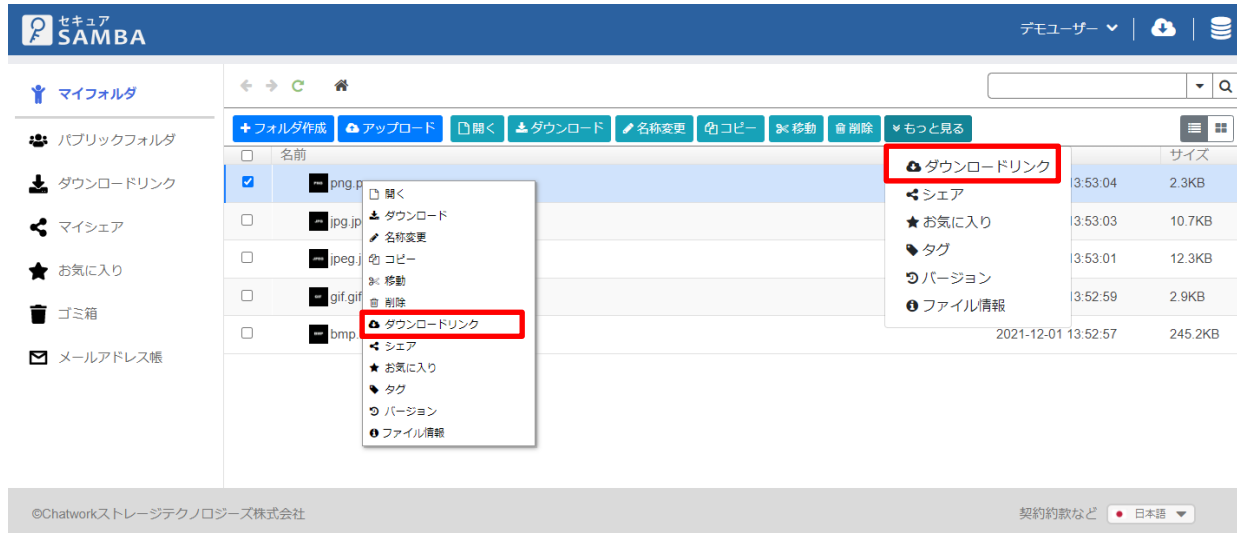 セキュア
SAMBA
デモユーザー
マイフォルダ
パブリックフォルダ
ダウンロードリンク
マイシェア
お気に入り
ゴミ箱
メールアドレス帳
フォルダ作成 アップロード 開く ダウンロード 名称変更 コピー 移動 削除 もっと見る
名前 サイズ
png.p 13:53:04 2.3KB
jpg.jp 13:53:03 10.7KB
jpeg.j 13:53:01 12.3KB
gif.gif 13:52:59 2.9KB
bmp. 2021-12-01 13:52:57 245.2KB
開く
ダウンロード
名称変更
コピー
移動
削除
ダウンロードリンク
シェア
お気に入り
タグ
バージョン
ファイル情報
ダウンロードリンク
シェア
お気に入り
タグ
バージョン
ファイル情報
©Chatworkストレージテクノロジーズ株式会社
契約約款など 日本語